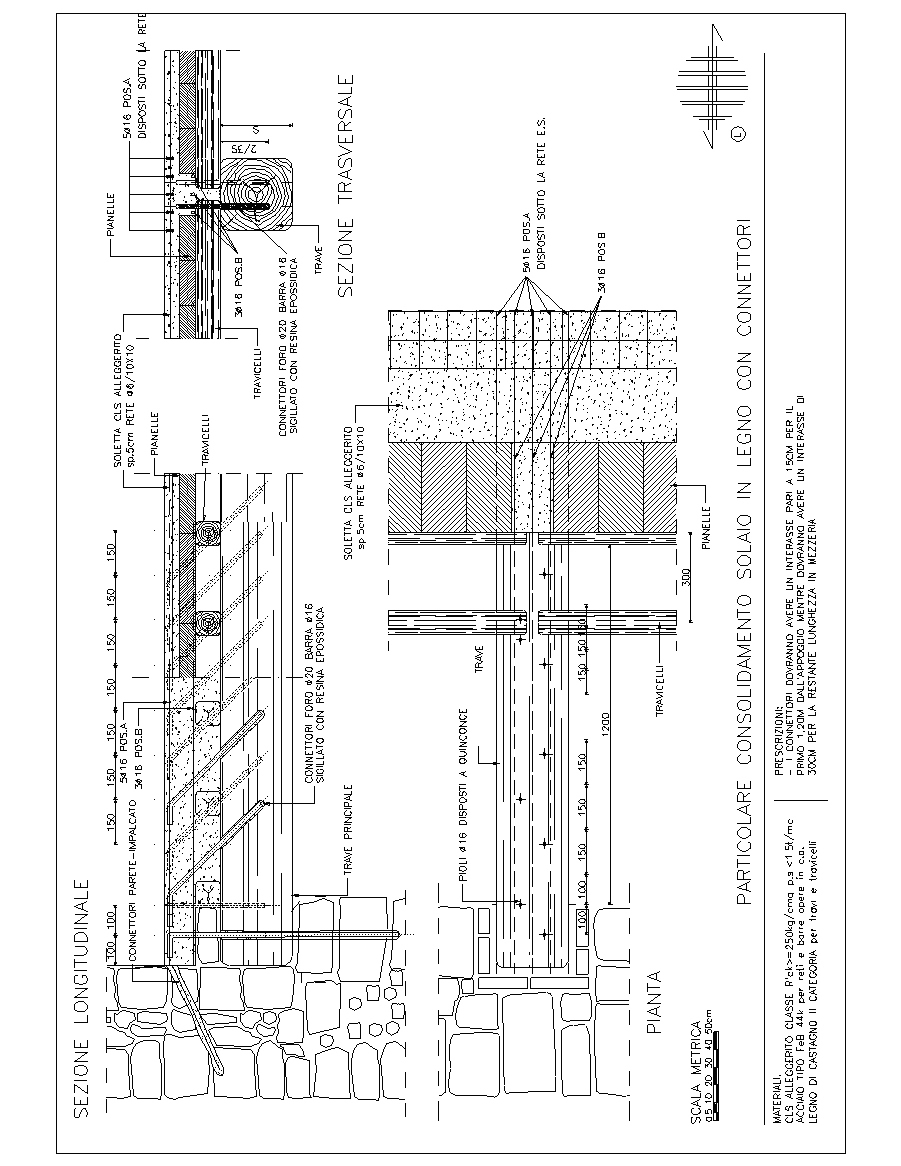 SEZIONE LONGITUDINALE
100
100
150
150
150
150
150
150
150
CONNETTORI PARETE-IMPALCATO
5ø16 POS.A
3ø16 POS.B
SOLETTA CLS ALLEGGERITO
sp.5cm RETE ø6/10X10
PIANELLE
TRAVICELLI
CONNETTORI FORO ø20 BARRA ø16
SIGILLATO CON RESINA EPOSSIDICA
TRAVE PRINCIPALE
5ø16 POS.A
DISPOSTI SOTTO LA RETE
PIANELLE
S
2/3S
3ø16 POS.B
TRAVE
TRAVICELLI
CONNETTORI FORO ø20 BARRA ø16
SIGILLATO CON RESINA EPOSSIDICA
SEZIONE TRASVERSALE
SOLETTA CLS ALLEGGERITO
sp 5cm RETE ø6/10X10
5ø16 POS.A
DISPOSTI SOTTO LA RETE E.S.
3ø16 POS B
PIOLI ø16 DISPOSTI A QUINCONCE
TRAVE
TRAVICELLI
PIANELLE
100
100
150
150
150
150
150
1200
300
PIANTA
L
SCALA METRICA
0 5 10 20 30 40 50cm
PARTICOLARE CONSOLIDAMENTO SOLAIO IN LEGNO CON CONNETTORI
MATERIALI:
CLS ALLEGGERITO CLASSE R'ck>=250kg/cmq p.s <1 5t/mc
ACCIAIO TIPO FeB 44k per reti e barre opere in c.a.
LEGNO DI CASTAGNO II CATEGORIA per travi e travicelli
PRESCRIZIONI:
- I CONNETTORI DOVRANNO AVERE UN INTERASSE PARI A 15CM PER IL
PRIMO 1,20M DALL'APPOGGIO MENTRE DOVRANNO AVERE UN INTERASSE DI
30CM PER LA RESTANTE LUNGHEZZA IN MEZZERIA